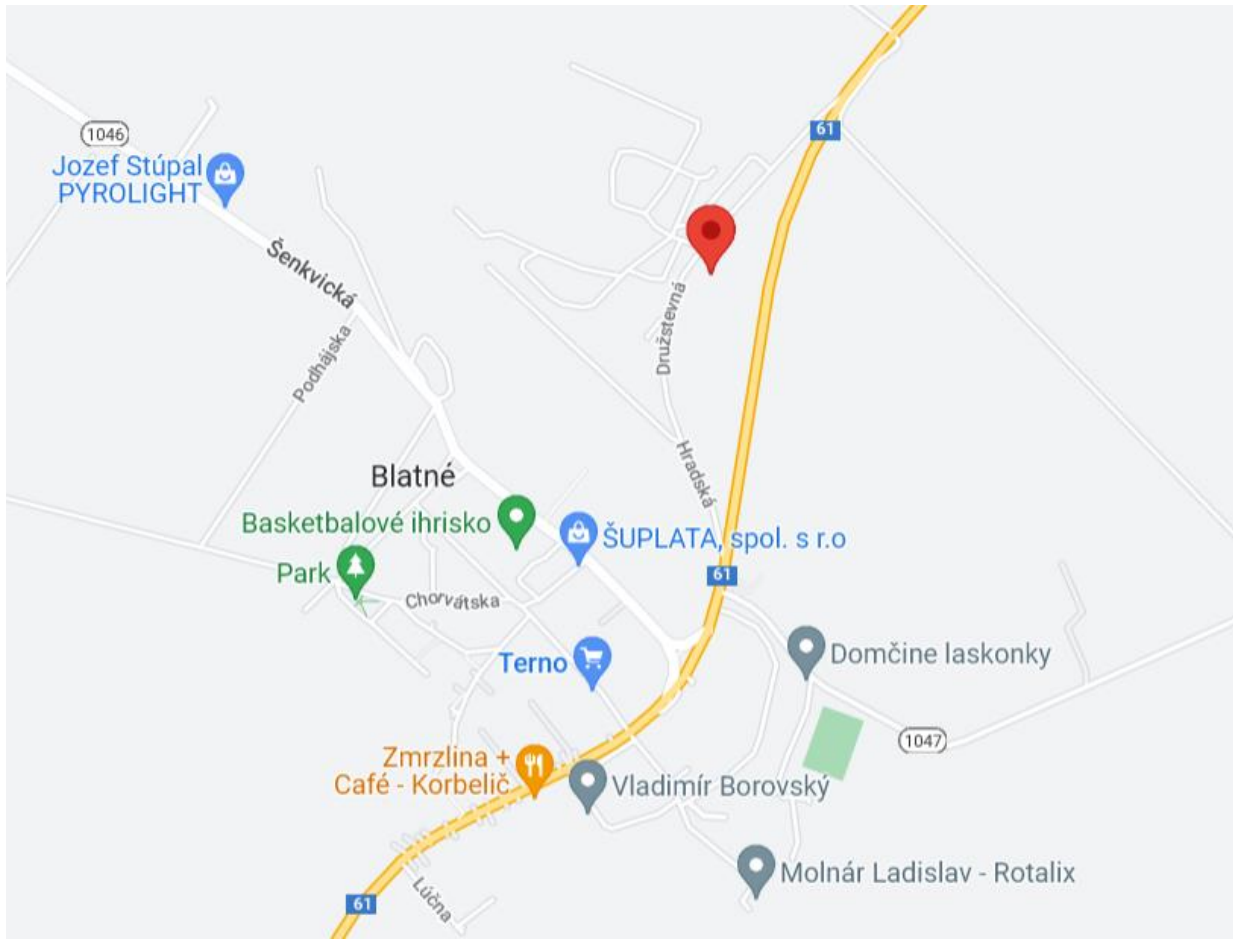 61
1046
Jozef Stúpal
PYROLIGHT
Šenkvická
Družstevná
Podhájska
Hradská
Blatné
Basketbalové ihrisko
ŠUPLATA, spol. s r.o
Park
61
Chorvátska
Terno
Domčine laskonky
1047
Zmrzlina +
Café - Korbelič
Vladimír Borovský
Molnár Ladislav - Rotalix
Lúčna
61